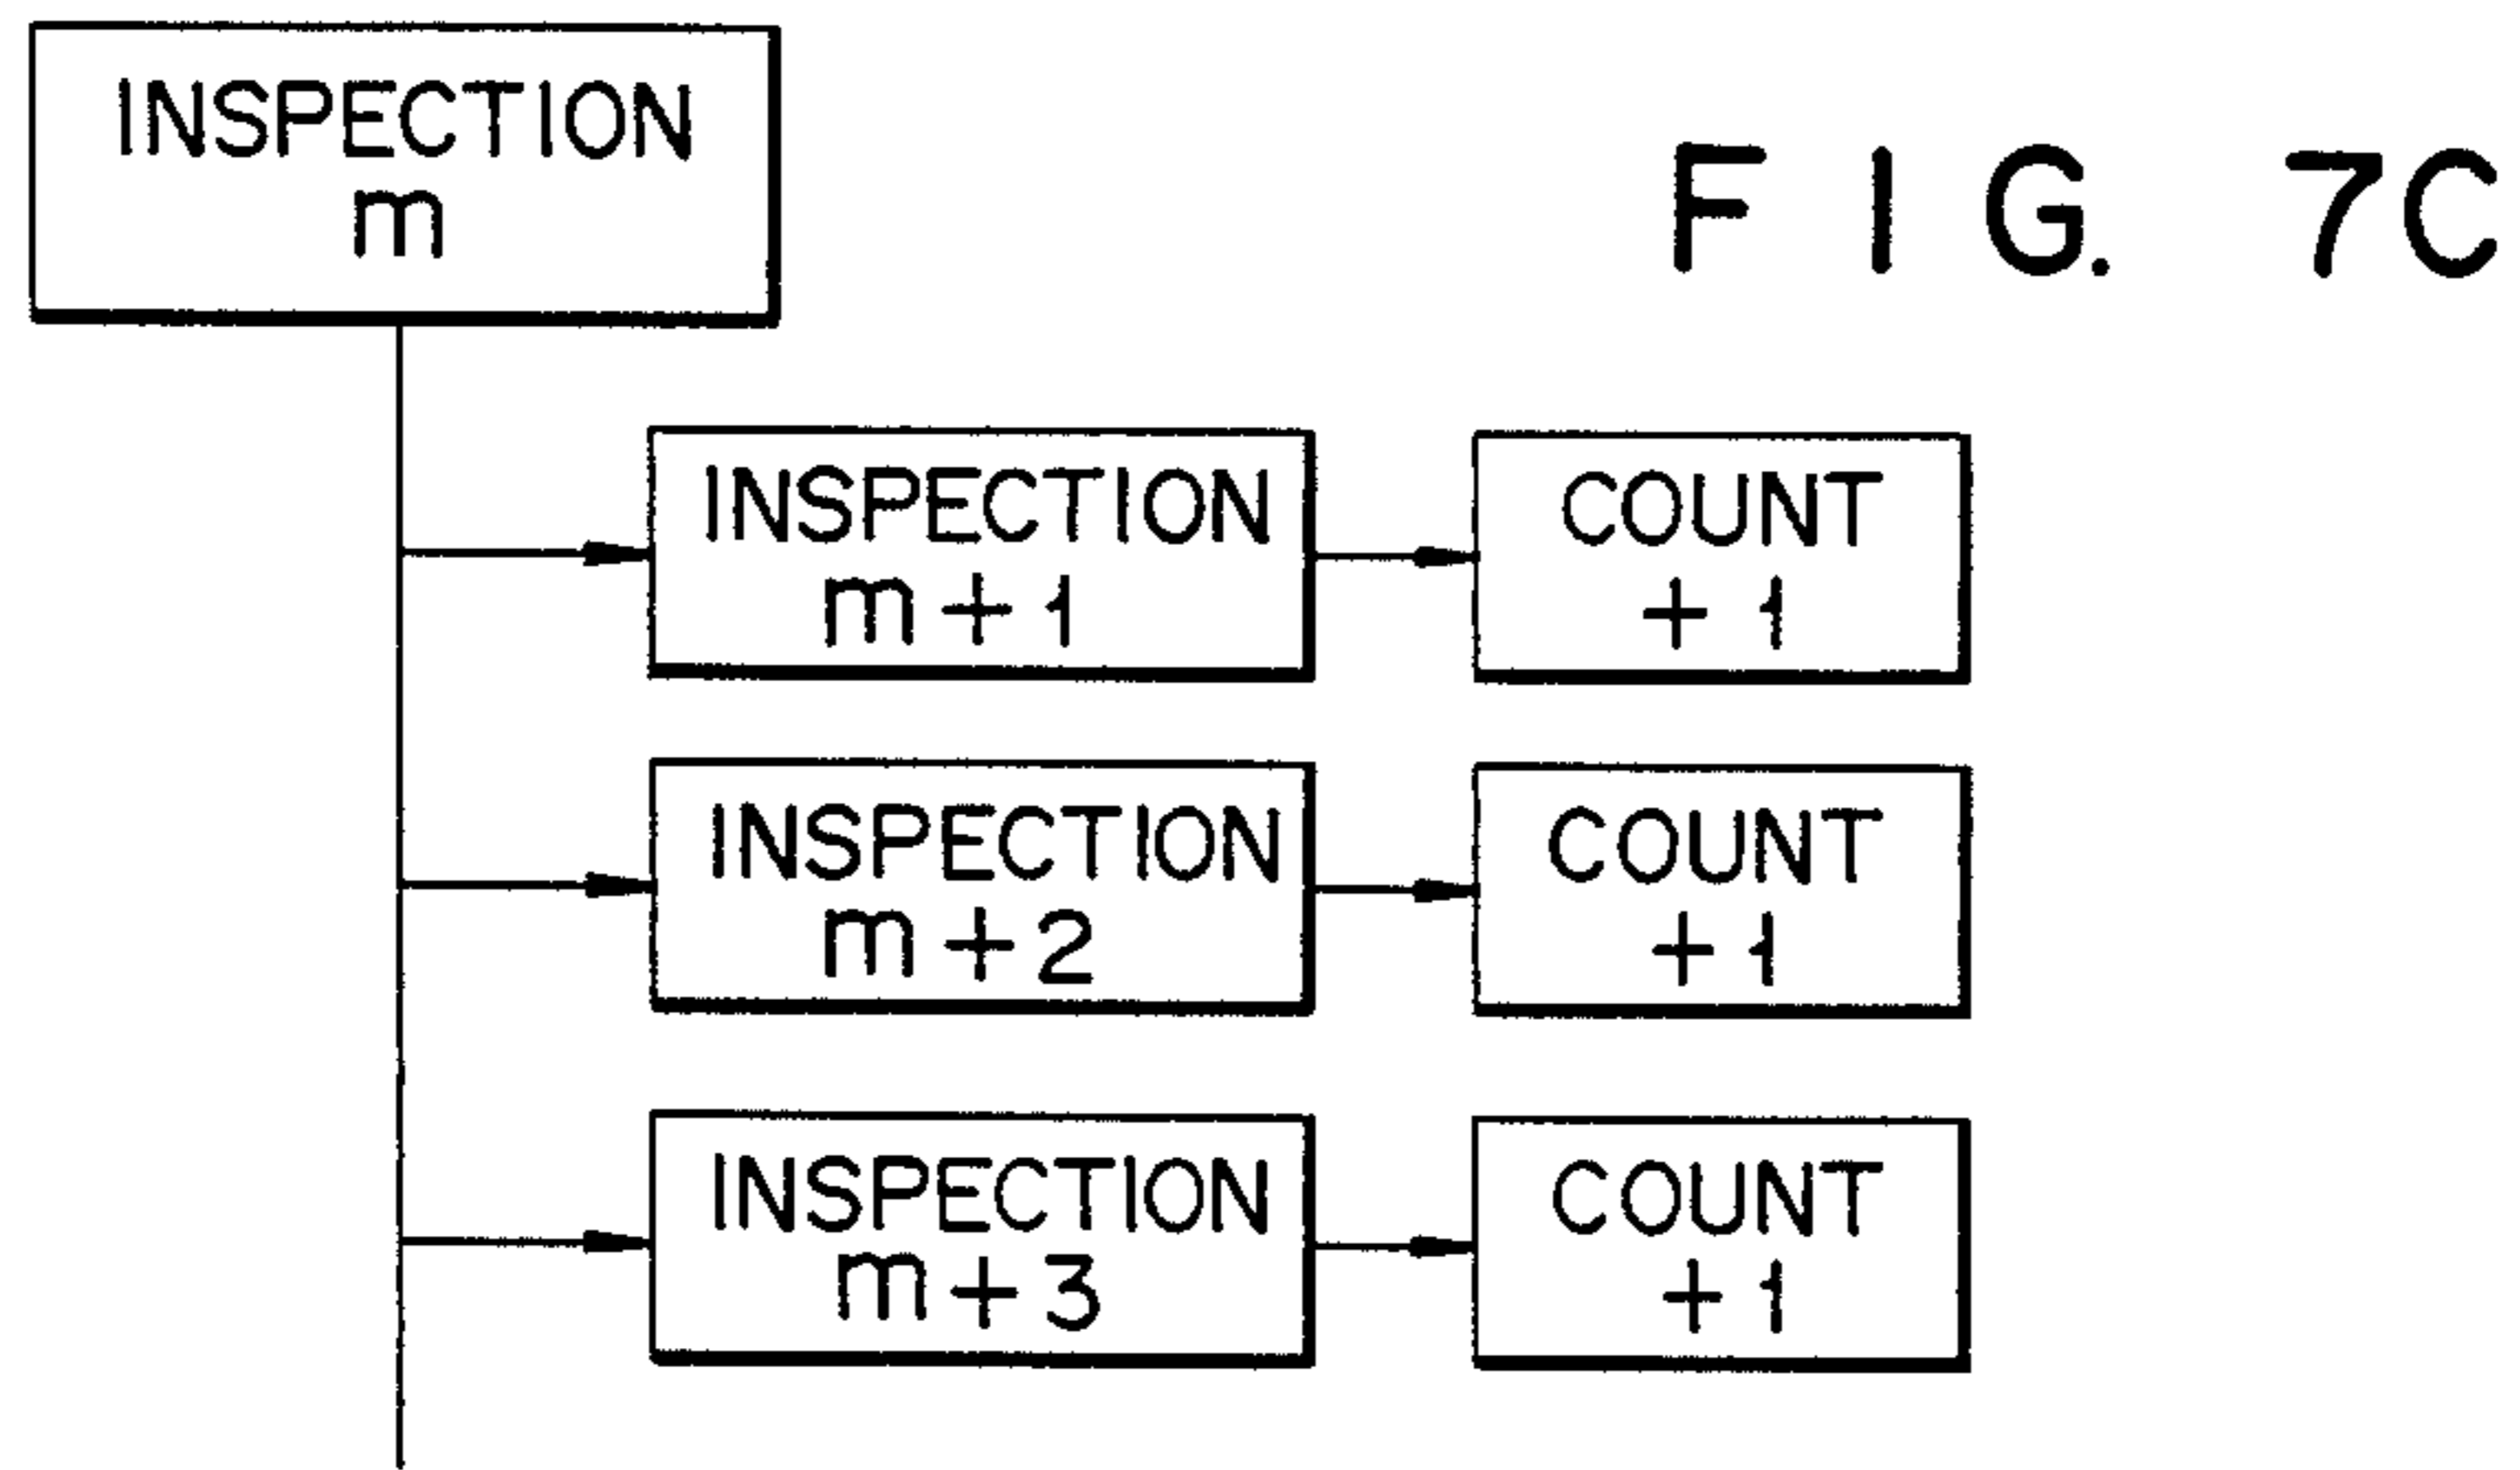 INSPECTION
m
FIG. 7C
INSPECTION
m+1
COUNT
+1
INSPECTION
m+2
COUNT
+1
INSPECTION
m+3
COUNT
+1